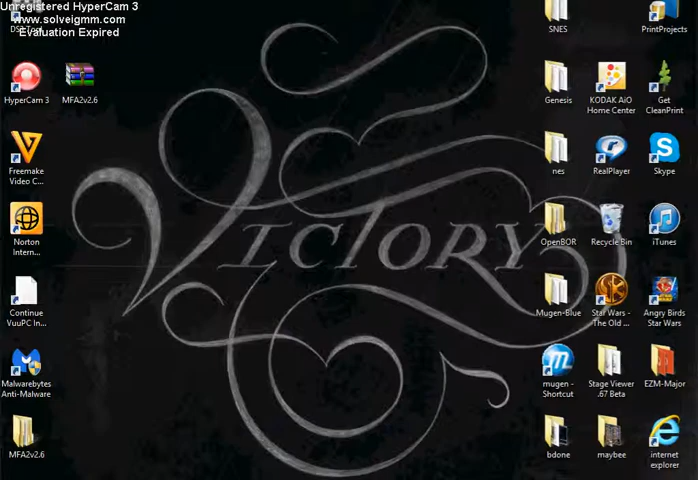 Unregistered HyperCam 3
www.solveigmm.com
Evaluation Expired
HyperCam 3
MFA2v2.6
Freemake
Video C...
Norton
Intern...
Continue
VuuPC In...
Malwarebytes
Anti-Malware
MFA2v2.6
VICTORY
SNES
PrintProjects
Genesis
KODAK AiO
Home Center
Get
CleanPrint
nes
RealPlayer
Skype
OpenBOR
Recycle Bin
iTunes
Mugen-Blue
Star Wars -
The Old ...
Angry Birds
Star Wars
mugen -
Shortcut
Stage Viewer
.67 Beta
EZM-Major
bdone
maybee
internet
explorer